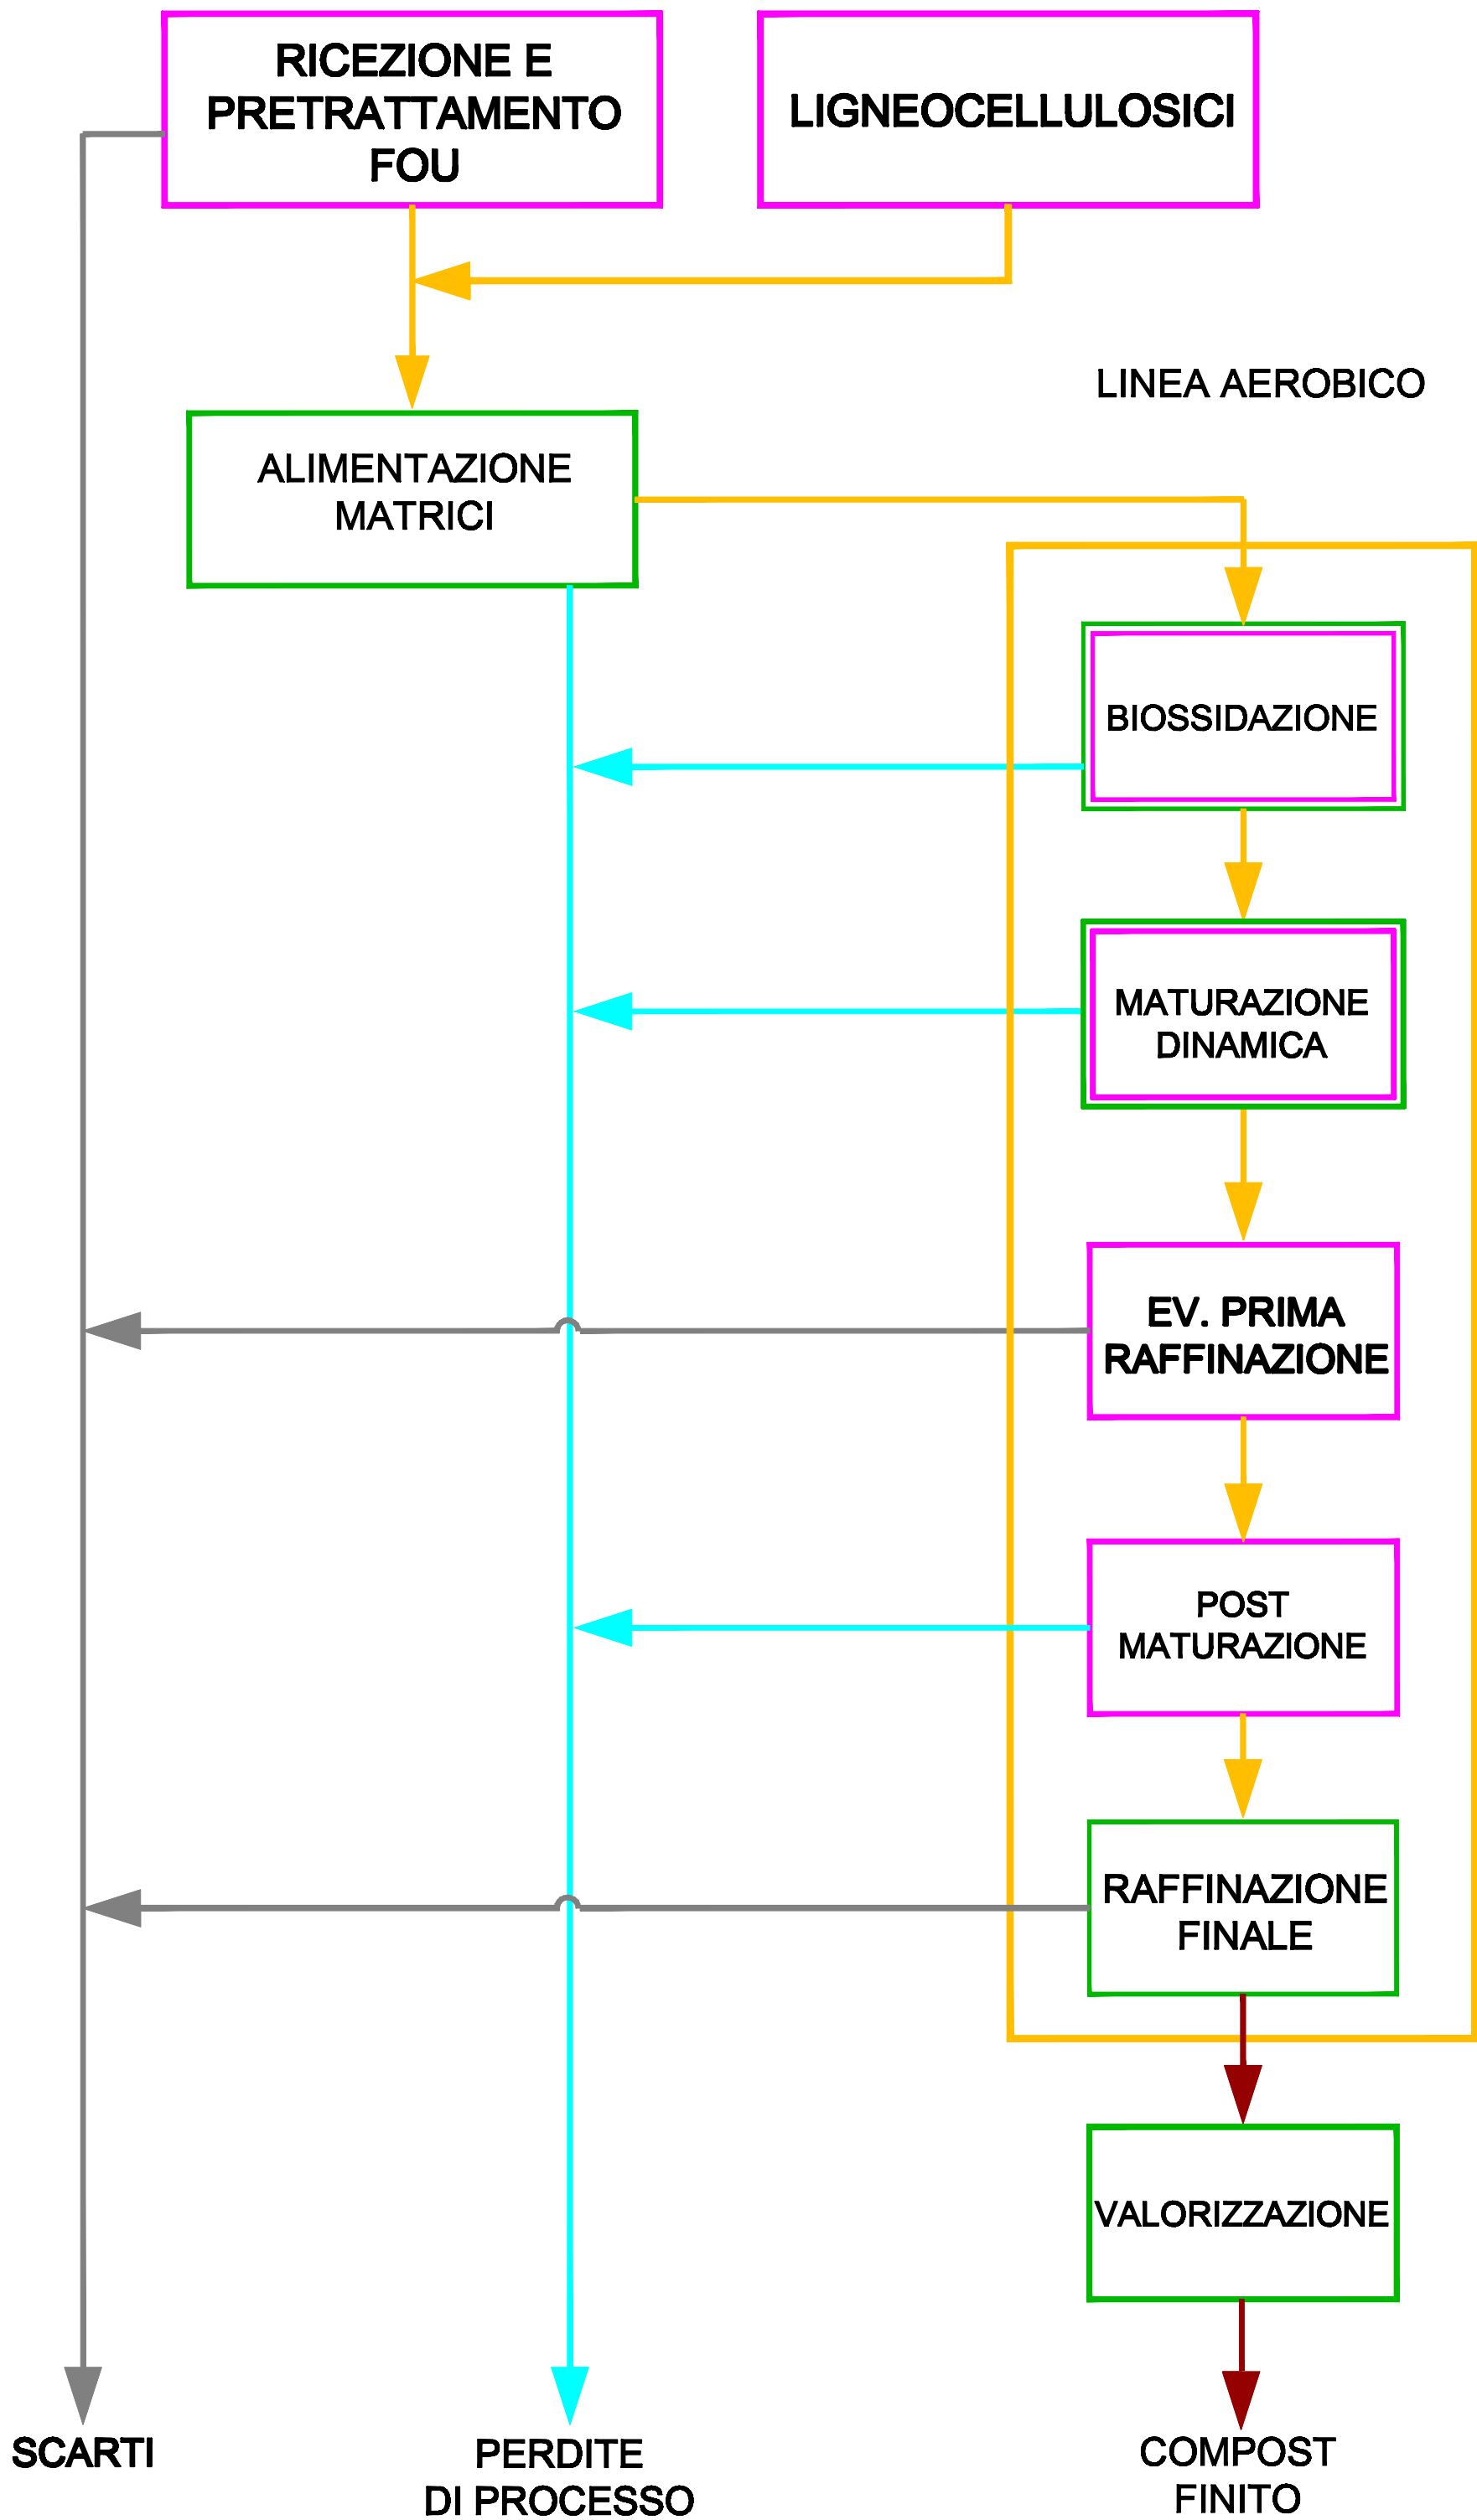 RICEZIONE E
PRETRATTAMENTO
FOU
LIGNEOCELLULOSICI
LINEA AEROBICO
ALIMENTAZIONE
MATRICI
BIOSSIDAZIONE
MATURAZIONE
DINAMICA
EV. PRIMA
RAFFINAZIONE
POST
MATURAZIONE
RAFFINAZIONE
FINALE
VALORIZZAZIONE
SCARTI
PERDITE
DI PROCESSO
COMPOST
FINITO